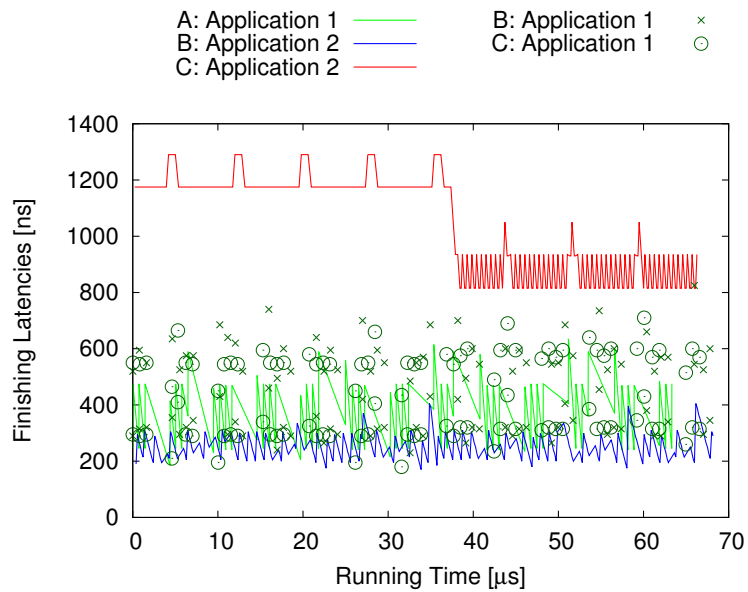 A: Application 1 B: Application 1
B: Application 2 C: Application 1
C: Application 2
1400
1200
1000
800
600
400
200
0
Finishing Latencies [ns]
0 10 20 30 40 50 60 70
Running Time [μs]